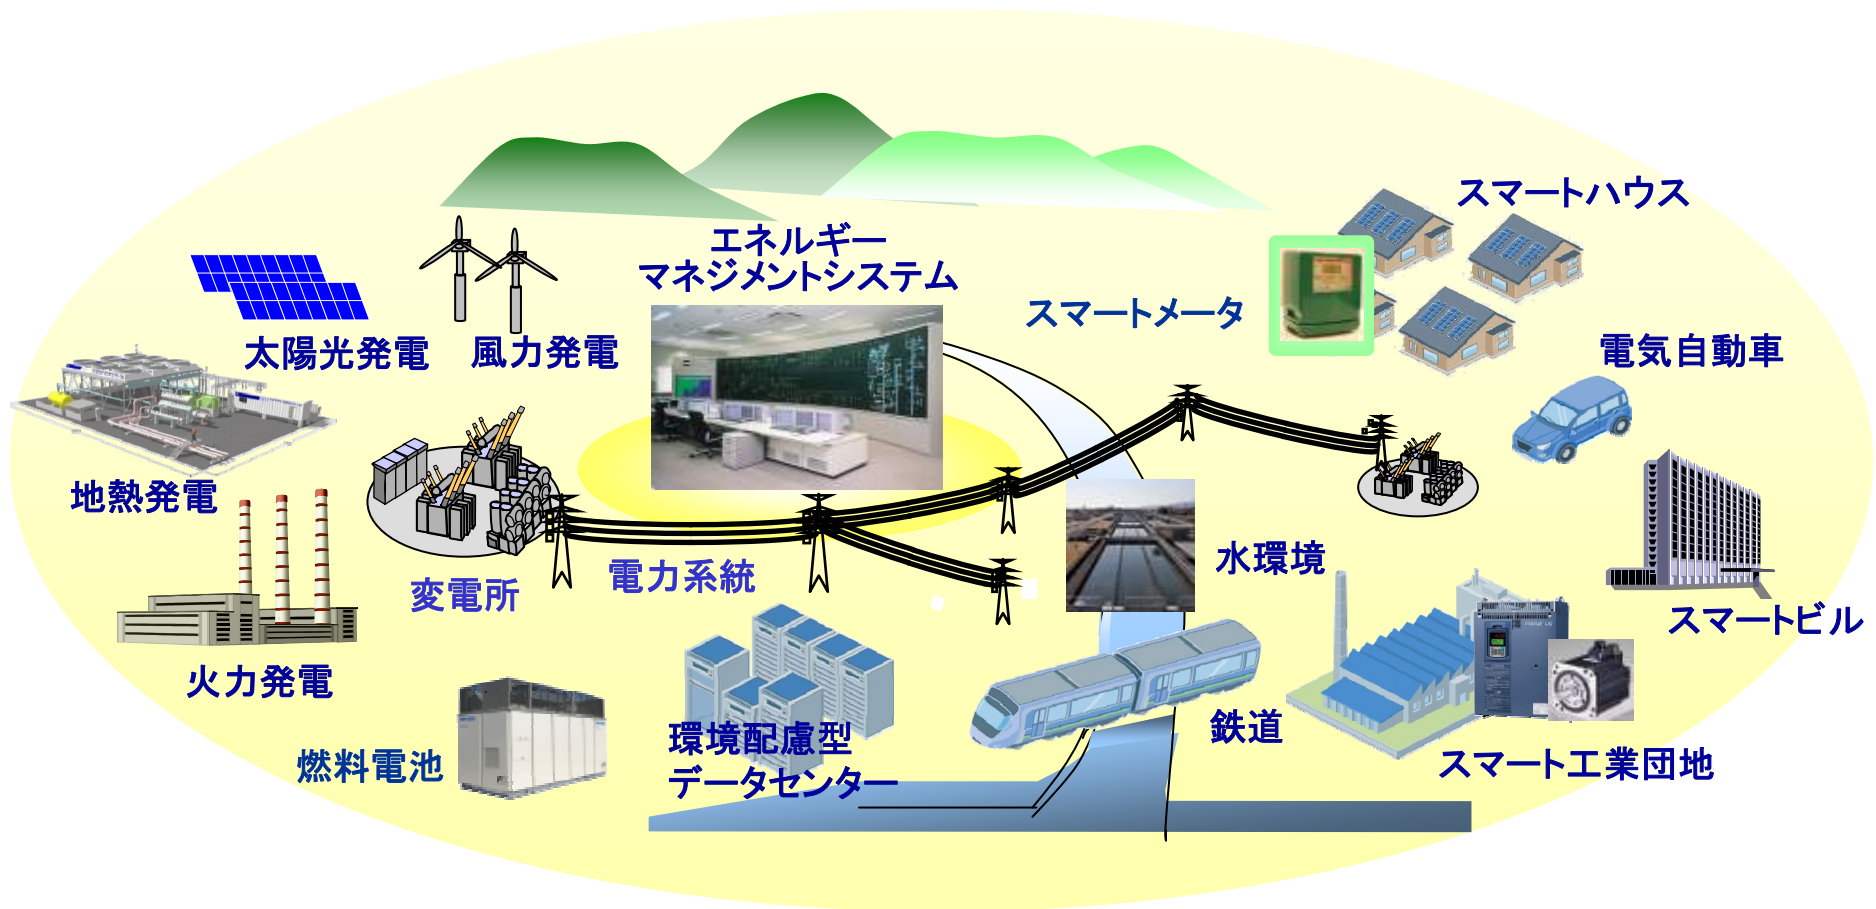 スマートハウス
エネルギー
マネジメントシステム
スマートメータ
太陽光発電
風力発電
電気自動車
地熱発電
変電所
電力系統
水環境
スマートビル
火力発電
燃料電池
環境配慮型
データセンター
鉄道
スマート工業団地